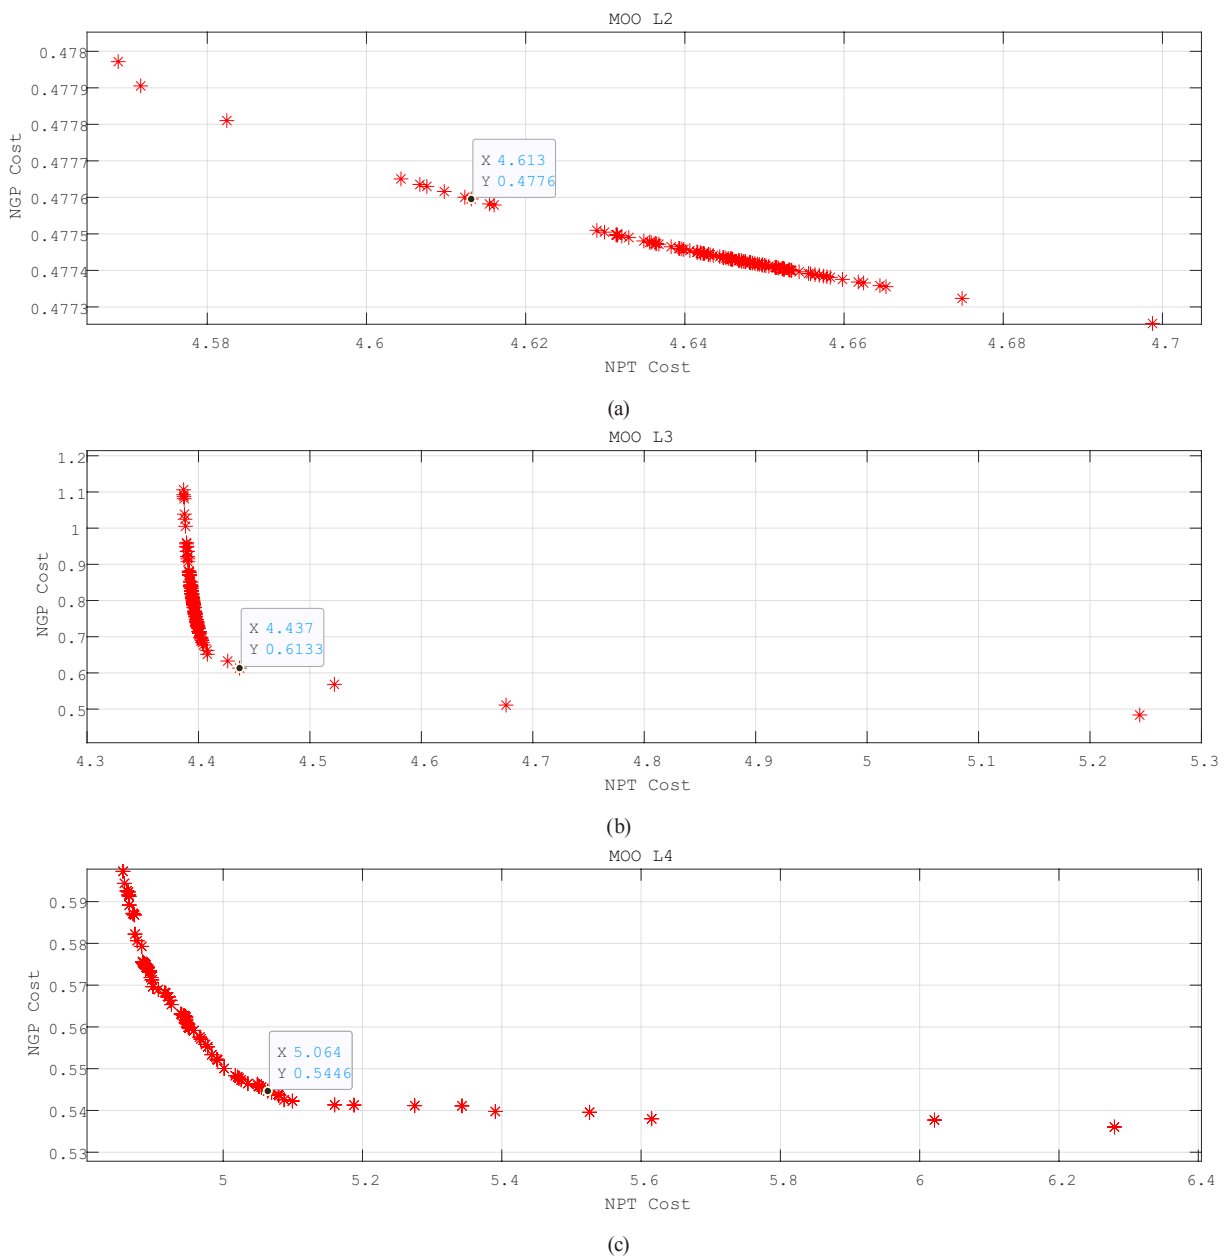 MOO L2
0.478
0.4779
0.4778
0.4777
0.4776
0.4775
0.4774
0.4773
NGP Cost
X 4.613
Y 0.4776
4.58 4.6 4.62 4.64 4.66 4.68 4.7
NPT Cost
(a)
MOO L3
1.2
1.1
1
0.9
0.8
0.7
0.6
0.5
NGP Cost
X 4.437
Y 0.6133
4.3 4.4 4.5 4.6 4.7 4.8 4.9 5 5.1 5.2 5.3
NPT Cost
(b)
MOO L4
0.59
0.58
0.57
0.56
0.55
0.54
0.53
NGP Cost
X 5.064
Y 0.5446
5 5.2 5.4 5.6 5.8 6 6.2 6.4
NPT Cost
(c)